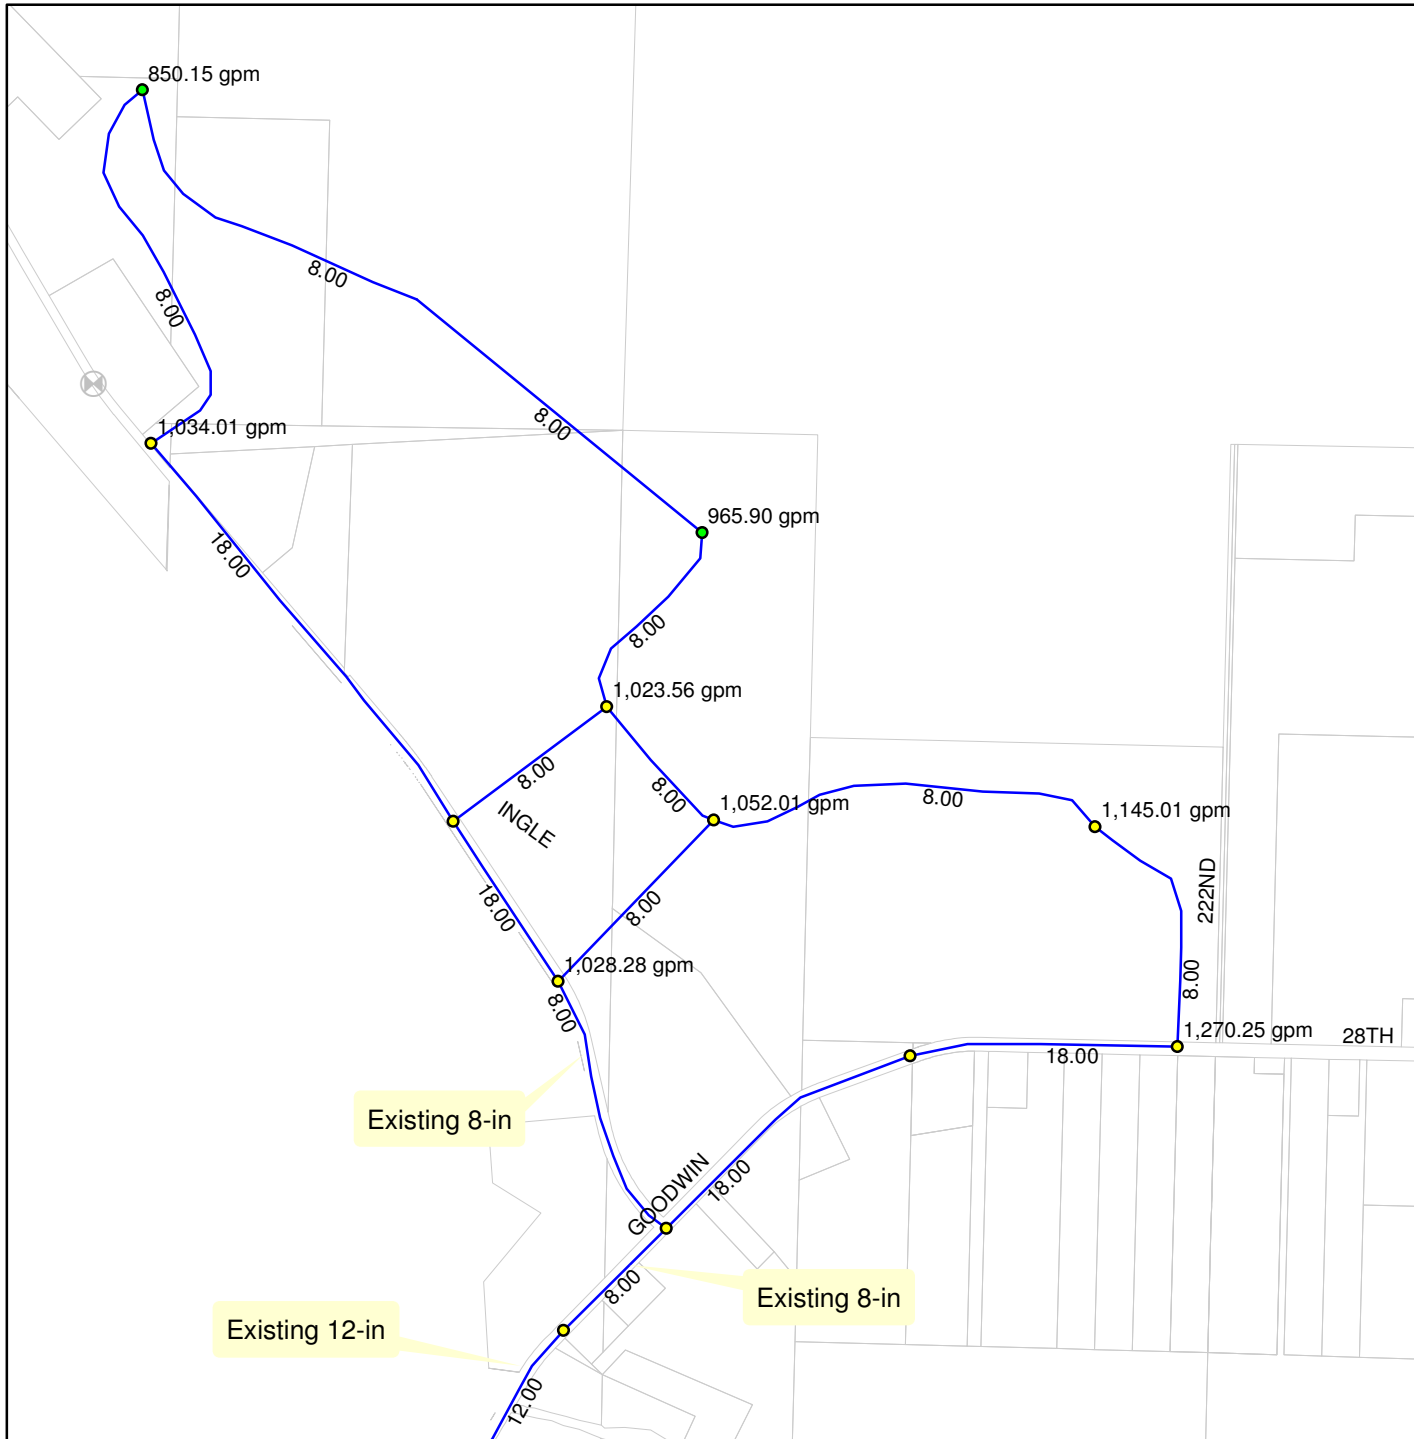 850.15 gpm
8.00
8.00
8.00
1,034.01 gpm
965.90 gpm
18.00
8.00
1,023.56 gpm
8.00
8.00
8.00
1,052.01 gpm
1,145.01 gpm
INGLE
222ND
18.00
8.00
1,028.28 gpm
8.00
8.00
1,270.25 gpm
28TH
18.00
Existing 8-in
GOODWIN
18.00
8.00
Existing 8-in
Existing 12-in
12.00